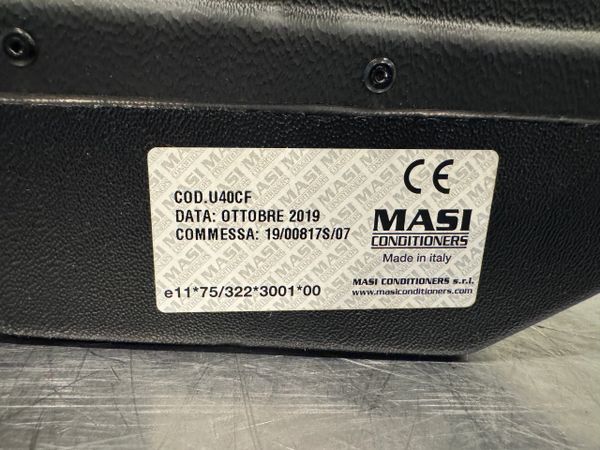 COD.U40CF
DATA: OTTOBRE 2019
COMMESSA: 19/00817S/07
e11*75/322*3001*00
CE
MASI
CONDITIONERS
Made in italy
MASI CONDITIONERS s.r.l.
www.masiconditioners.com